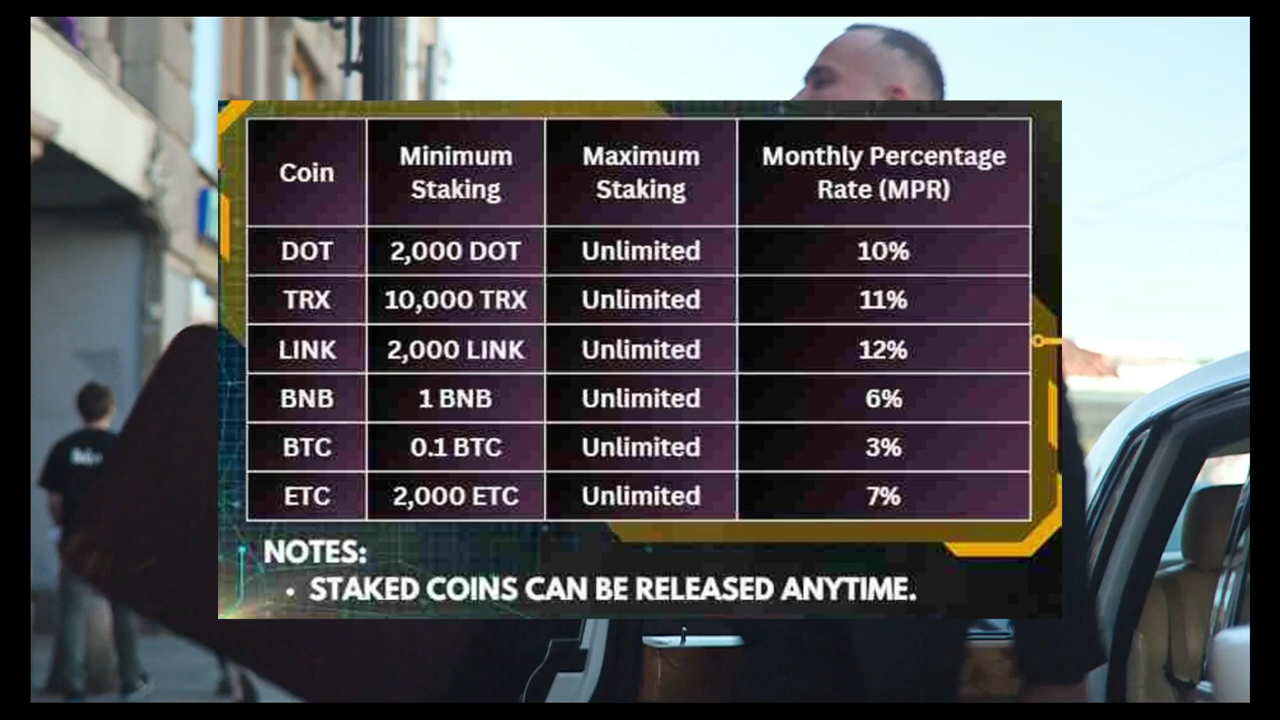 Coin Minimum Staking Maximum Staking Monthly Percentage Rate (MPR)
DOT 2,000 DOT Unlimited 10%
TRX 10,000 TRX Unlimited 11%
LINK 2,000 LINK Unlimited 12%
BNB 1 BNB Unlimited 6%
BTC 0.1 BTC Unlimited 3%
ETC 2,000 ETC Unlimited 7%
NOTES:
• STAKED COINS CAN BE RELEASED ANYTIME.